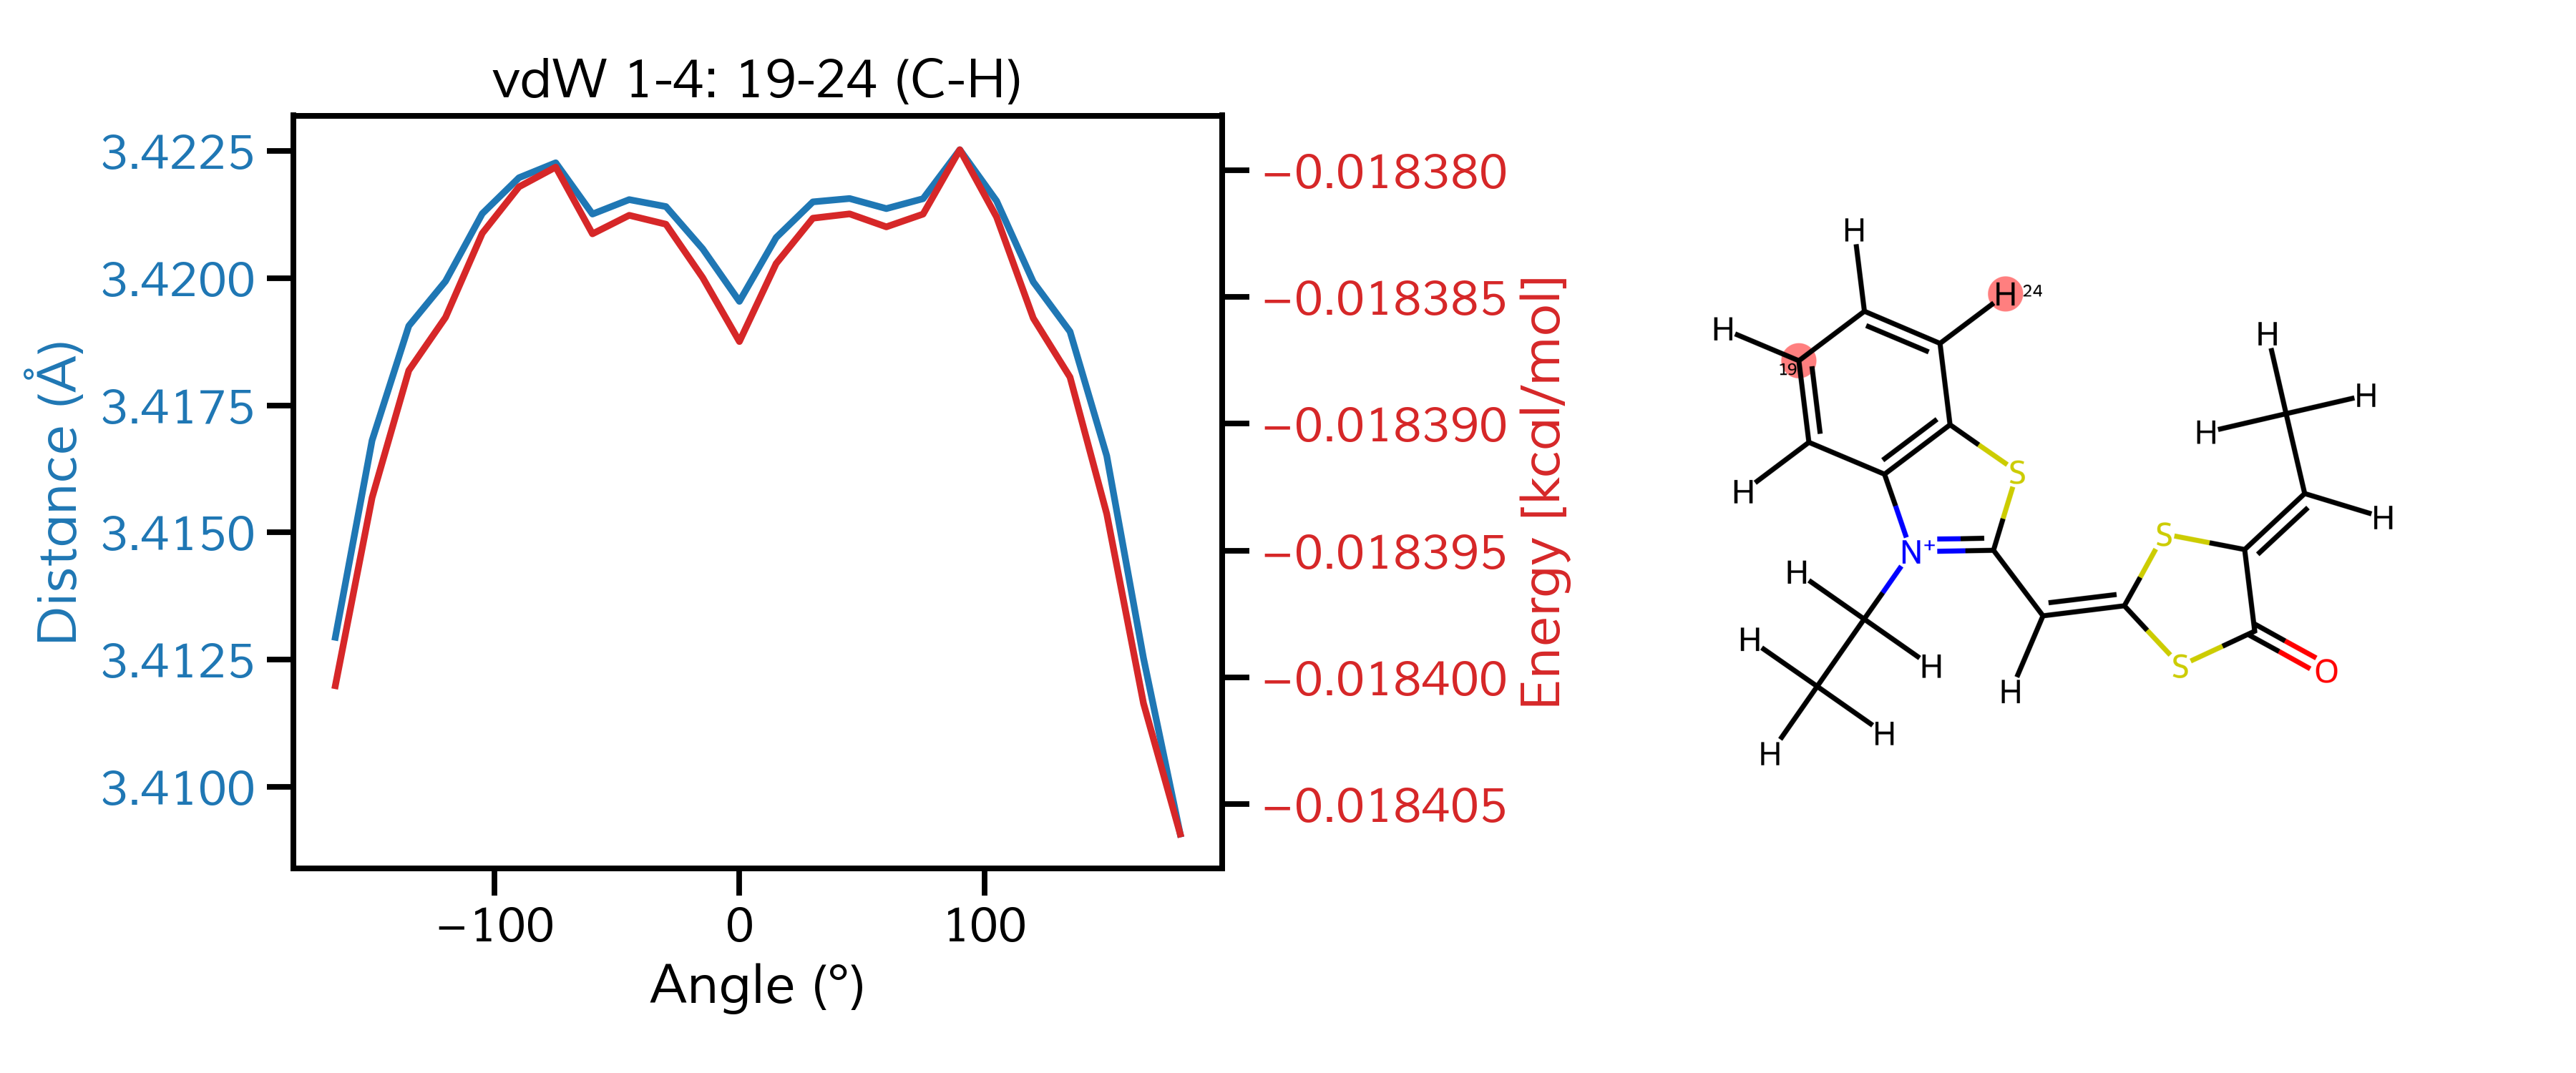 vdW 1-4: 19-24 (C-H)
Distance (Å)
3.4225
3.4200
3.4175
3.4150
3.4125
3.4100
−100
0
100
Angle (°)
−0.018380
−0.018385
−0.018390
−0.018395
−0.018400
−0.018405
Energy [kcal/mol]
H
H 24
H
19
H
H
H
H
S
H
S
N+
H
H
H
S
O
H
H
H